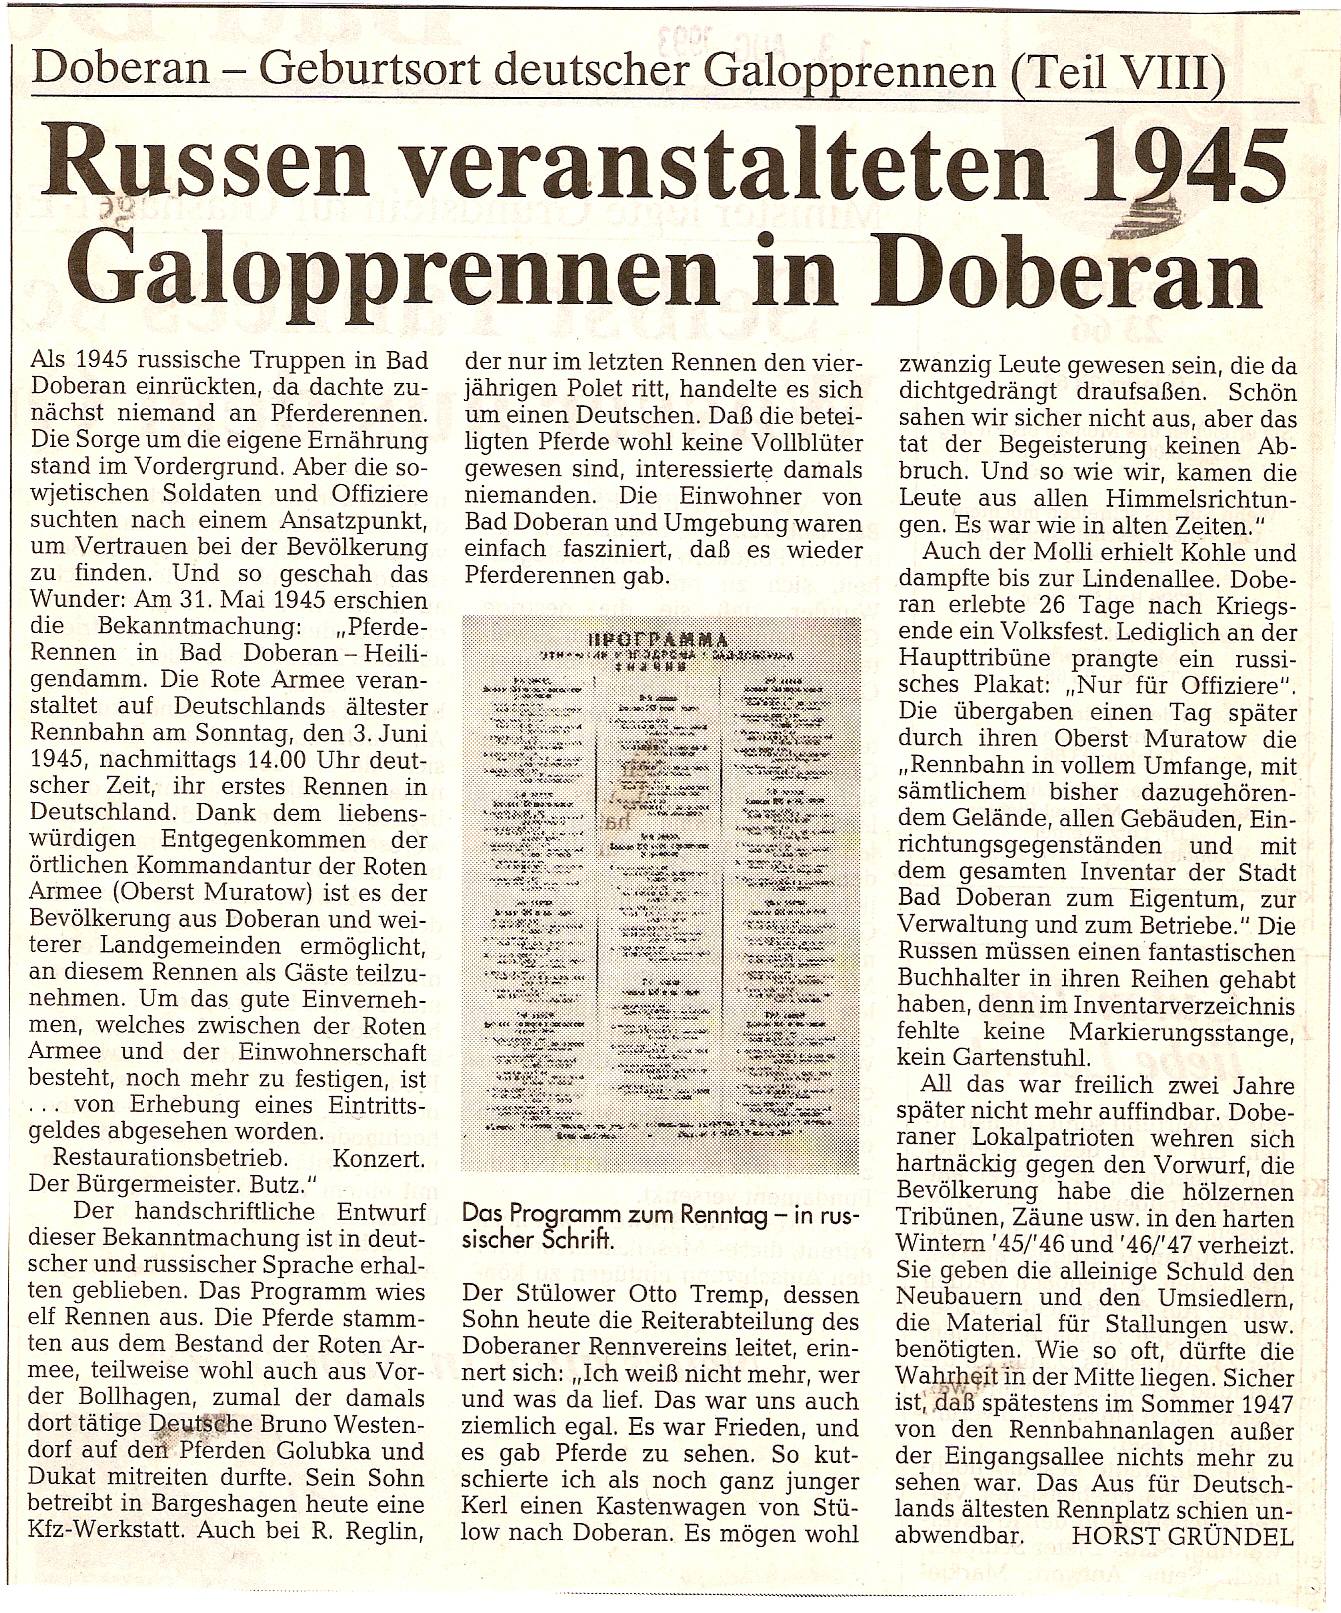 Doberan – Geburtsort deutscher Galopprennen (Teil VIII)
Russen veranstalteten 1945
Galopprennen in Doberan
Als 1945 russische Truppen in Bad
Doberan einrückten, da dachte zu-
nächst niemand an Pferderennen.
Die Sorge um die eigene Ernährung
stand im Vordergrund. Aber die so-
wjetischen Soldaten und Offiziere
suchten nach einem Ansatzpunkt,
um Vertrauen bei der Bevölkerung
zu finden. Und so geschah das
Wunder: Am 31. Mai 1945 erschien
die Bekanntmachung: „Pferde-
Rennen in Bad Doberan – Heili-
gendamm. Die Rote Armee veran-
staltet auf Deutschlands ältester
Rennbahn am Sonntag, den 3. Juni
1945, nachmittags 14.00 Uhr deut-
scher Zeit, ihr erstes Rennen in
Deutschland. Dank dem liebens-
würdigen Entgegenkommen der
örtlichen Kommandantur der Roten
Armee (Oberst Muratow) ist es der
Bevölkerung aus Doberan und wei-
terer Landgemeinden ermöglicht,
an diesem Rennen als Gäste teilzu-
nehmen. Um das gute Einverneh-
men, welches zwischen der Roten
Armee und der Einwohnerschaft
besteht, noch mehr zu festigen, ist
. . . von Erhebung eines Eintritts-
geldes abgesehen worden.
Restaurationsbetrieb. Konzert.
Der Bürgermeister. Butz.“
Der handschriftliche Entwurf
dieser Bekanntmachung ist in deut-
scher und russischer Sprache erhal-
ten geblieben. Das Programm wies
elf Rennen aus. Die Pferde stamm-
ten aus dem Bestand der Roten Ar-
mee, teilweise wohl auch aus Vor-
der Bollhagen, zumal der damals
dort tätige Deutsche Bruno Westen-
dorf auf den Pferden Golubka und
Dukat mitreiten durfte. Sein Sohn
betreibt in Bargeshagen heute eine
Kfz-Werkstatt. Auch bei R. Reglin,
der nur im letzten Rennen den vier-
jährigen Polet ritt, handelte es sich
um einen Deutschen. Daß die betei-
ligten Pferde wohl keine Vollblüter
gewesen sind, interessierte damals
niemanden. Die Einwohner von
Bad Doberan und Umgebung waren
einfach fasziniert, daß es wieder
Pferderennen gab.
ПРОГРАММА
Das Programm zum Renntag – in rus-
sischer Schrift.
Der Stülower Otto Tremp, dessen
Sohn heute die Reiterabteilung des
Doberaner Rennvereins leitet, erin-
nert sich: „Ich weiß nicht mehr, wer
und was da lief. Das war uns auch
ziemlich egal. Es war Frieden, und
es gab Pferde zu sehen. So kut-
schierte ich als noch ganz junger
Kerl einen Kastenwagen von Stü-
low nach Doberan. Es mögen wohl
zwanzig Leute gewesen sein, die da
dichtgedrängt draufsaßen. Schön
sahen wir sicher nicht aus, aber das
tat der Begeisterung keinen Ab-
bruch. Und so wie wir, kamen die
Leute aus allen Himmelsrichtun-
gen. Es war wie in alten Zeiten.“
Auch der Molli erhielt Kohle und
dampfte bis zur Lindenallee. Dobe-
ran erlebte 26 Tage nach Kriegs-
ende ein Volksfest. Lediglich an der
Haupttribüne prangte ein russi-
sches Plakat: „Nur für Offiziere“.
Die übergaben einen Tag später
durch ihren Oberst Muratow die
„Rennbahn in vollem Umfange, mit
sämtlichem bisher dazugehören-
dem Gelände, allen Gebäuden, Ein-
richtungsgegenständen und mit
dem gesamten Inventar der Stadt
Bad Doberan zum Eigentum, zur
Verwaltung und zum Betriebe.“ Die
Russen müssen einen fantastischen
Buchhalter in ihren Reihen gehabt
haben, denn im Inventarverzeichnis
fehlte keine Markierungsstange,
kein Gartenstuhl.
All das war freilich zwei Jahre
später nicht mehr auffindbar. Dobe-
raner Lokalpatrioten wehren sich
hartnäckig gegen den Vorwurf, die
Bevölkerung habe die hölzernen
Tribünen, Zäune usw. in den harten
Wintern '45/'46 und '46/'47 verheizt.
Sie geben die alleinige Schuld den
Neubauern und den Umsiedlern,
die Material für Stallungen usw.
benötigten. Wie so oft, dürfte die
Wahrheit in der Mitte liegen. Sicher
ist, daß spätestens im Sommer 1947
von den Rennbahnanlagen außer
der Eingangsallee nichts mehr zu
sehen war. Das Aus für Deutsch-
lands ältesten Rennplatz schien un-
abwendbar. HORST GRÜNDEL